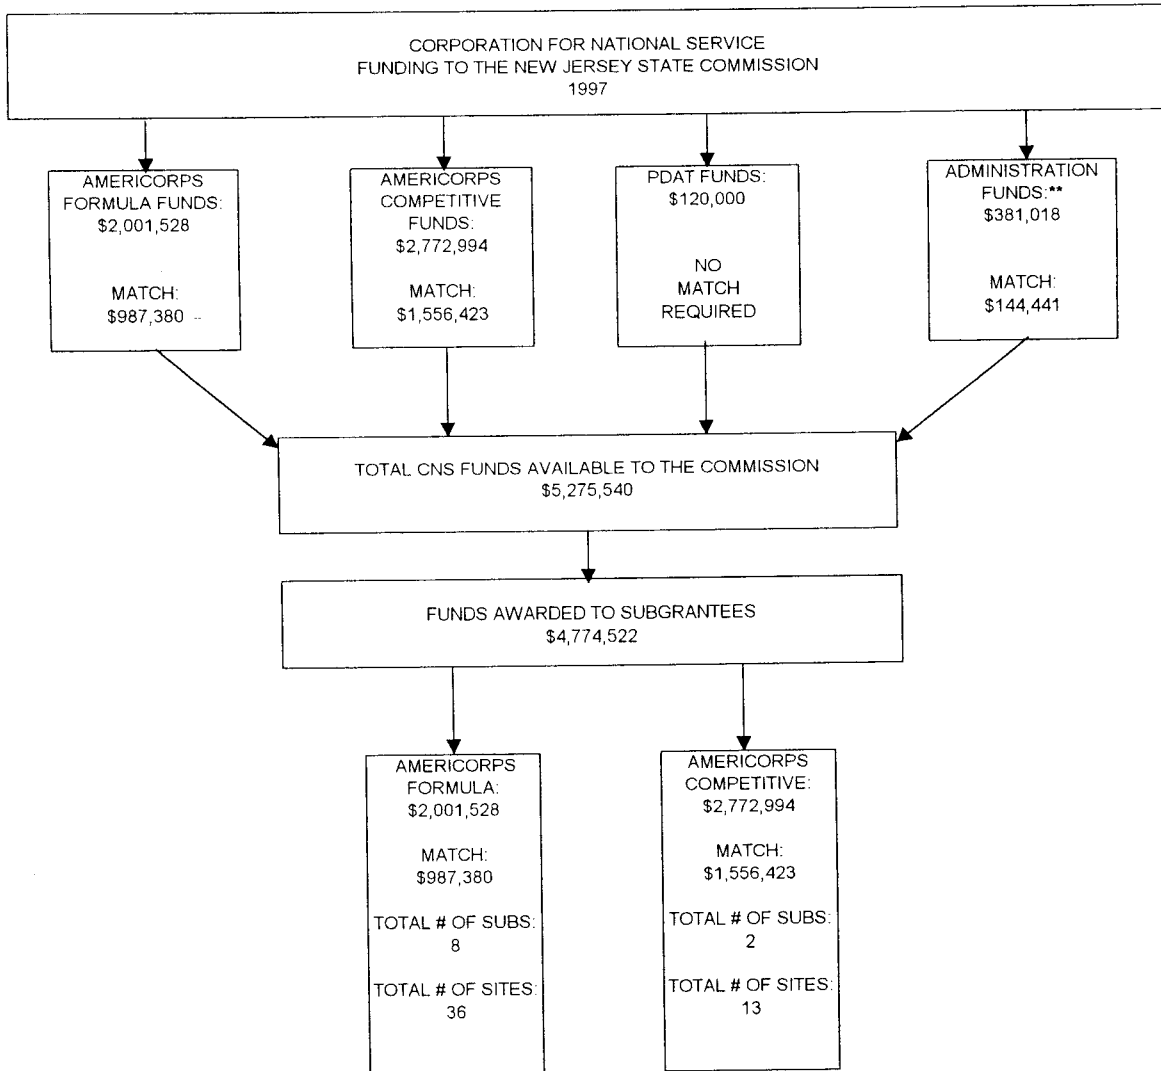 CORPORATION FOR NATIONAL SERVICE
FUNDING TO THE NEW JERSEY STATE COMMISSION
1997
AMERICORPS
FORMULA FUNDS:
$2,001,528
MATCH:
$987,380
AMERICORPS
COMPETITIVE
FUNDS:
$2,772,994
MATCH:
$1,556,423
PDAT FUNDS:
$120,000
NO
MATCH
REQUIRED
ADMINISTRATION
FUNDS:**
$381,018
MATCH:
$144,441
TOTAL CNS FUNDS AVAILABLE TO THE COMMISSION
$5,275,540
FUNDS AWARDED TO SUBGRANTEES
$4,774,522
AMERICORPS
FORMULA:
$2,001,528
MATCH:
$987,380
TOTAL # OF SUBS:
8
TOTAL # OF SITES:
36
AMERICORPS
COMPETITIVE:
$2,772,994
MATCH:
$1,556,423
TOTAL # OF SUBS:
2
TOTAL # OF SITES:
13